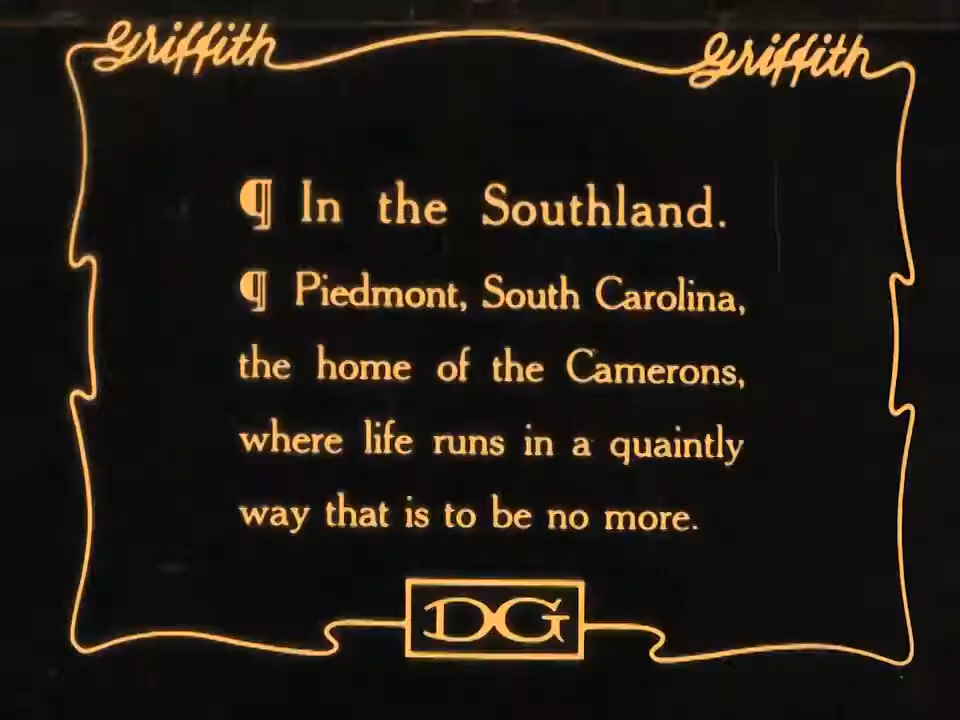 Griffith Griffith
¶ In the Southland.
¶ Piedmont, South Carolina,
the home of the Camerons,
where life runs in a quaintly
way that is to be no more.
DG